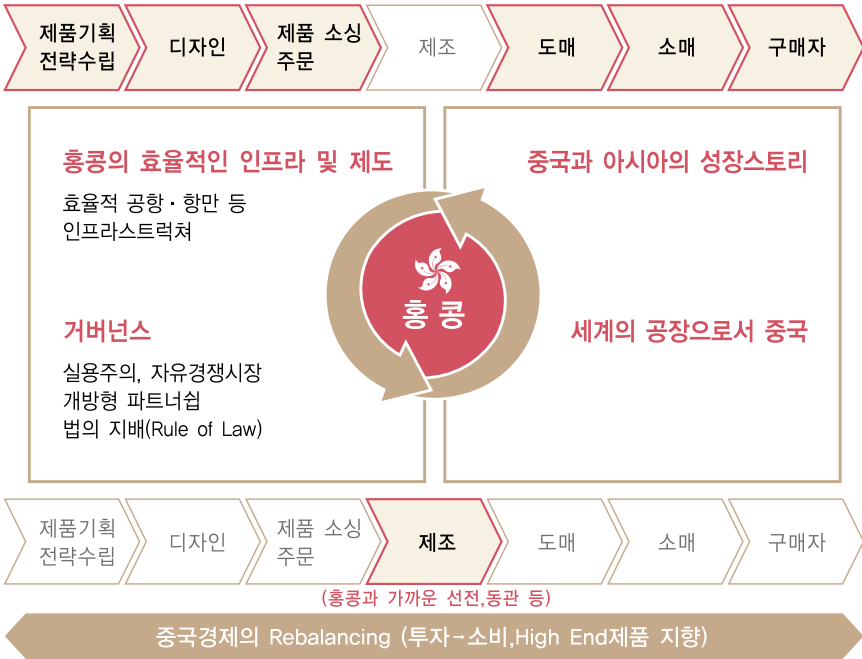 제품기획
전략수립
디자인
제품 소싱
주문
제조
도매
소매
구매자
홍콩의 효율적인 인프라 및 제도
효율적 공항·항만 등
인프라스트럭쳐
거버넌스
실용주의, 자유경쟁시장
개방형 파트너쉽
법의 지배(Rule of Law)
홍콩
중국과 아시아의 성장스토리
세계의 공장으로서 중국
제품기획
전략수립
디자인
제품 소싱
주문
제조
도매
소매
구매자
(홍콩과 가까운 선전,동관 등)
중국경제의 Rebalancing (투자→소비,High End제품 지향)